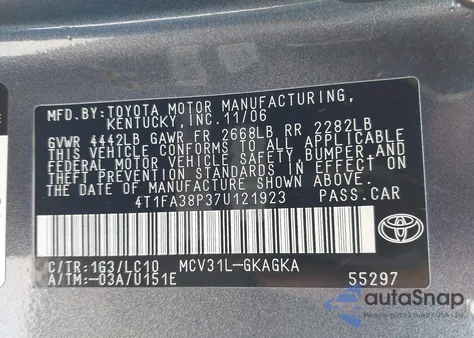 MFD.BY:TOYOTA MOTOR MANUFACTURING,
KENTUCKY,INC.11/06
GVWR 4442LB GAWR FR 2668LB RR 2282LB
THIS VEHICLE CONFORMS TO ALL APPLICABLE
FEDERAL MOTOR VEHICLE SAFETY,BUMPER AND
THEFT PREVENTION STANDARDS IN EFFECT ON
THE DATE OF MANUFACTURE SHOWN ABOVE.
4T1FA38P37U121923 PASS.CAR
TOYOTA
C/TR:1G3/LC10 MCV31L-GKAGKA
A/TM:-03A/U151E 55297
autoSnap